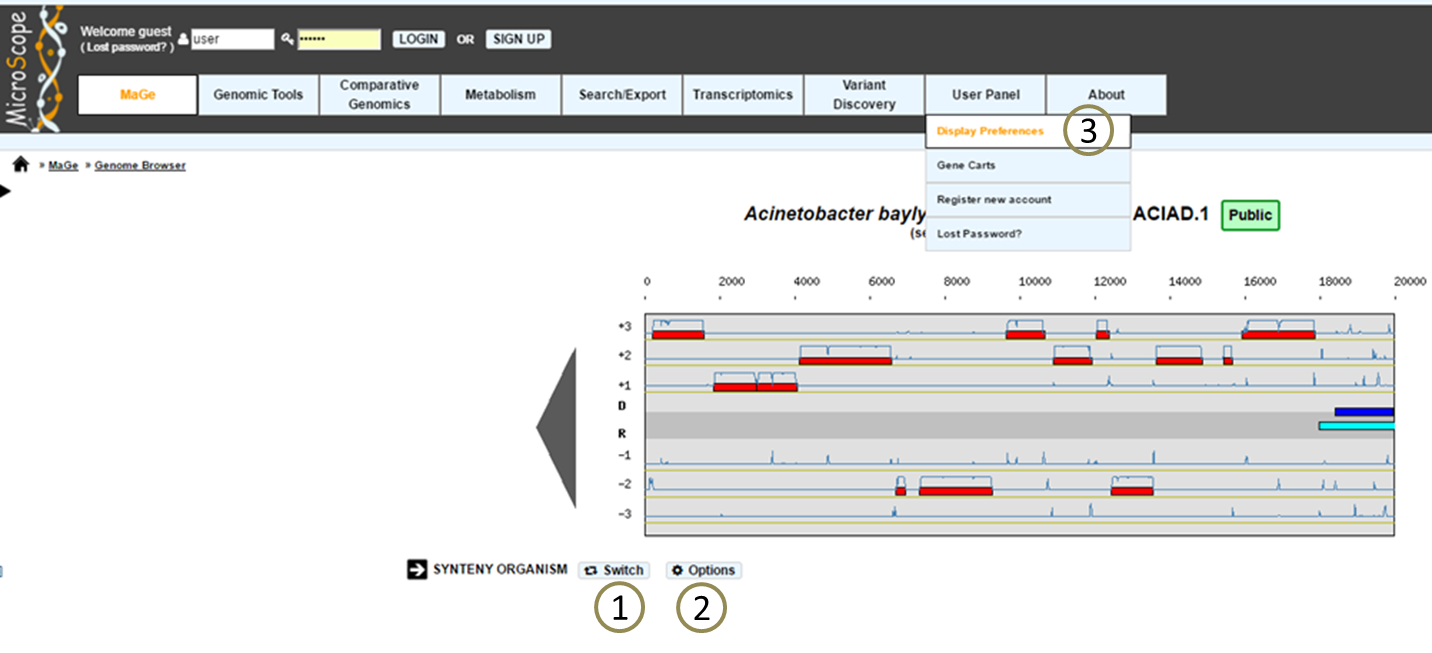 MicroScope
Welcome guest
( Lost password? )
user
••••••
LOGIN
OR
SIGN UP
MaGe
Genomic Tools
Comparative
Genomics
Metabolism
Search/Export
Transcriptomics
Variant
Discovery
User Panel
About
Display Preferences
3
Gene Carts
Register new account
Lost Password?
» MaGe » Genome Browser
Acinetobacter bayly
ACIAD.1
Public
(se
0 2000 4000 6000 8000 10000 12000 14000 16000 18000 20000
+3
+2
+1
D
R
-1
-2
-3
SYNTENY ORGANISM
Switch
Options
1
2